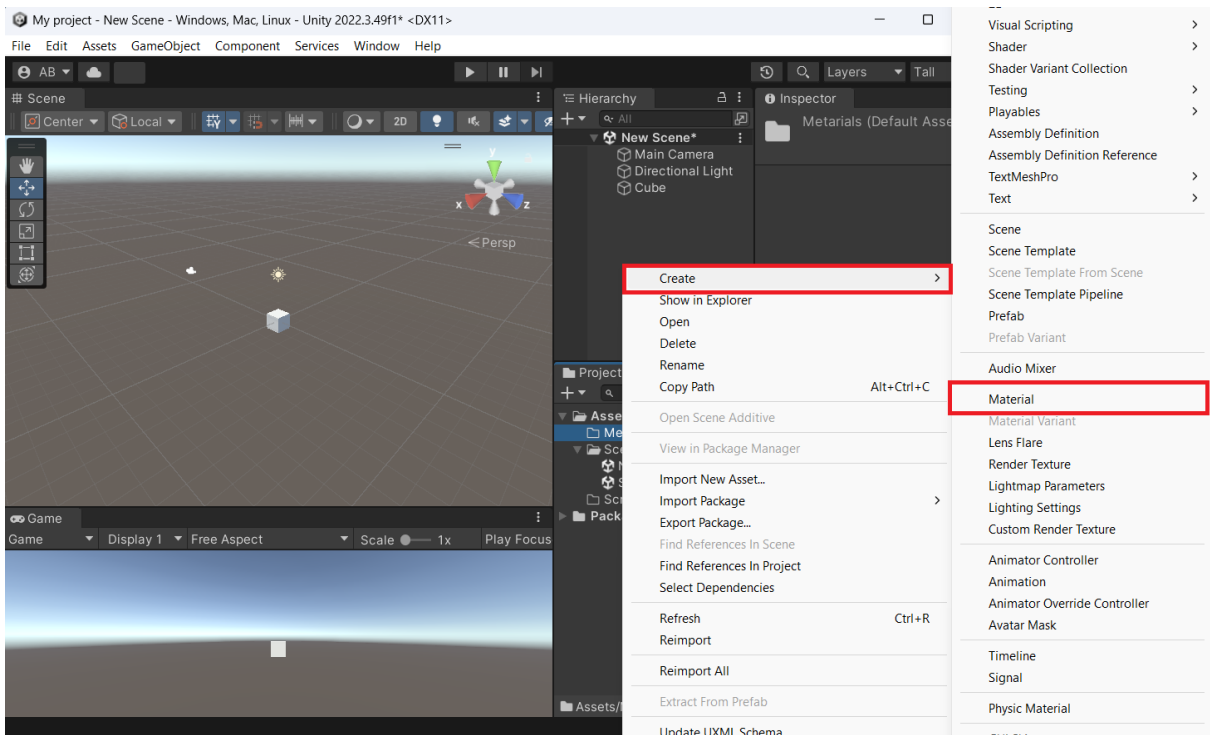 My project - New Scene - Windows, Mac, Linux - Unity 2022.3.49f1* <DX11>
File Edit Assets GameObject Component Services Window Help
AB
Layers Tall
Scene
Center Local 2D
Persp
x y z
Hierarchy
All
New Scene*
Main Camera
Directional Light
Cube
Inspector
Metarials (Default Asse
Project
Asse
Me
Sce
N
S
Scr
Pack
Assets/
Game
Game Display 1 Free Aspect Scale 1x Play Focus
Create
Show in Explorer
Open
Delete
Rename
Copy Path Alt+Ctrl+C
Open Scene Additive
View in Package Manager
Import New Asset...
Import Package
Export Package...
Find References In Scene
Find References In Project
Select Dependencies
Refresh Ctrl+R
Reimport
Reimport All
Extract From Prefab
Update UXML Schema
Visual Scripting
Shader
Shader Variant Collection
Testing
Playables
Assembly Definition
Assembly Definition Reference
TextMeshPro
Text
Scene
Scene Template
Scene Template From Scene
Scene Template Pipeline
Prefab
Prefab Variant
Audio Mixer
Material
Material Variant
Lens Flare
Render Texture
Lightmap Parameters
Lighting Settings
Custom Render Texture
Animator Controller
Animation
Animator Override Controller
Avatar Mask
Timeline
Signal
Physic Material